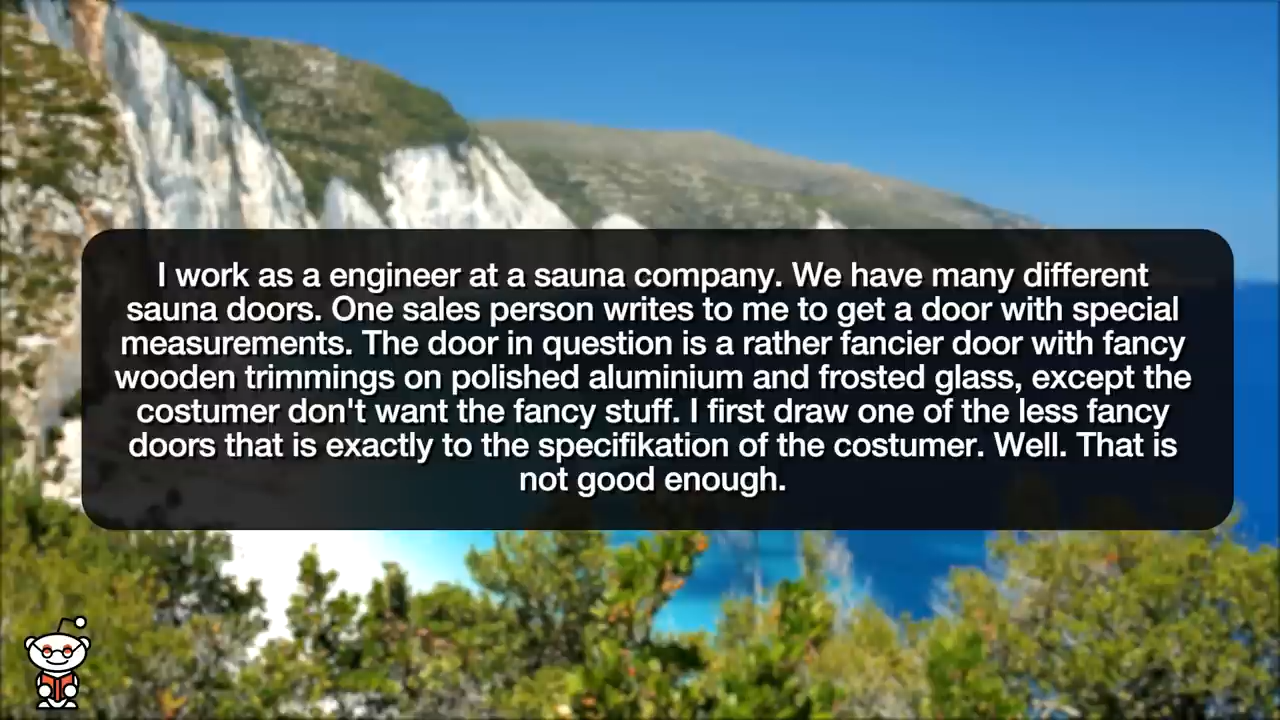 I work as a engineer at a sauna company. We have many different
sauna doors. One sales person writes to me to get a door with special
measurements. The door in question is a rather fancier door with fancy
wooden trimmings on polished aluminium and frosted glass, except the
costumer don't want the fancy stuff. I first draw one of the less fancy
doors that is exactly to the specifikation of the costumer. Well. That is
not good enough.